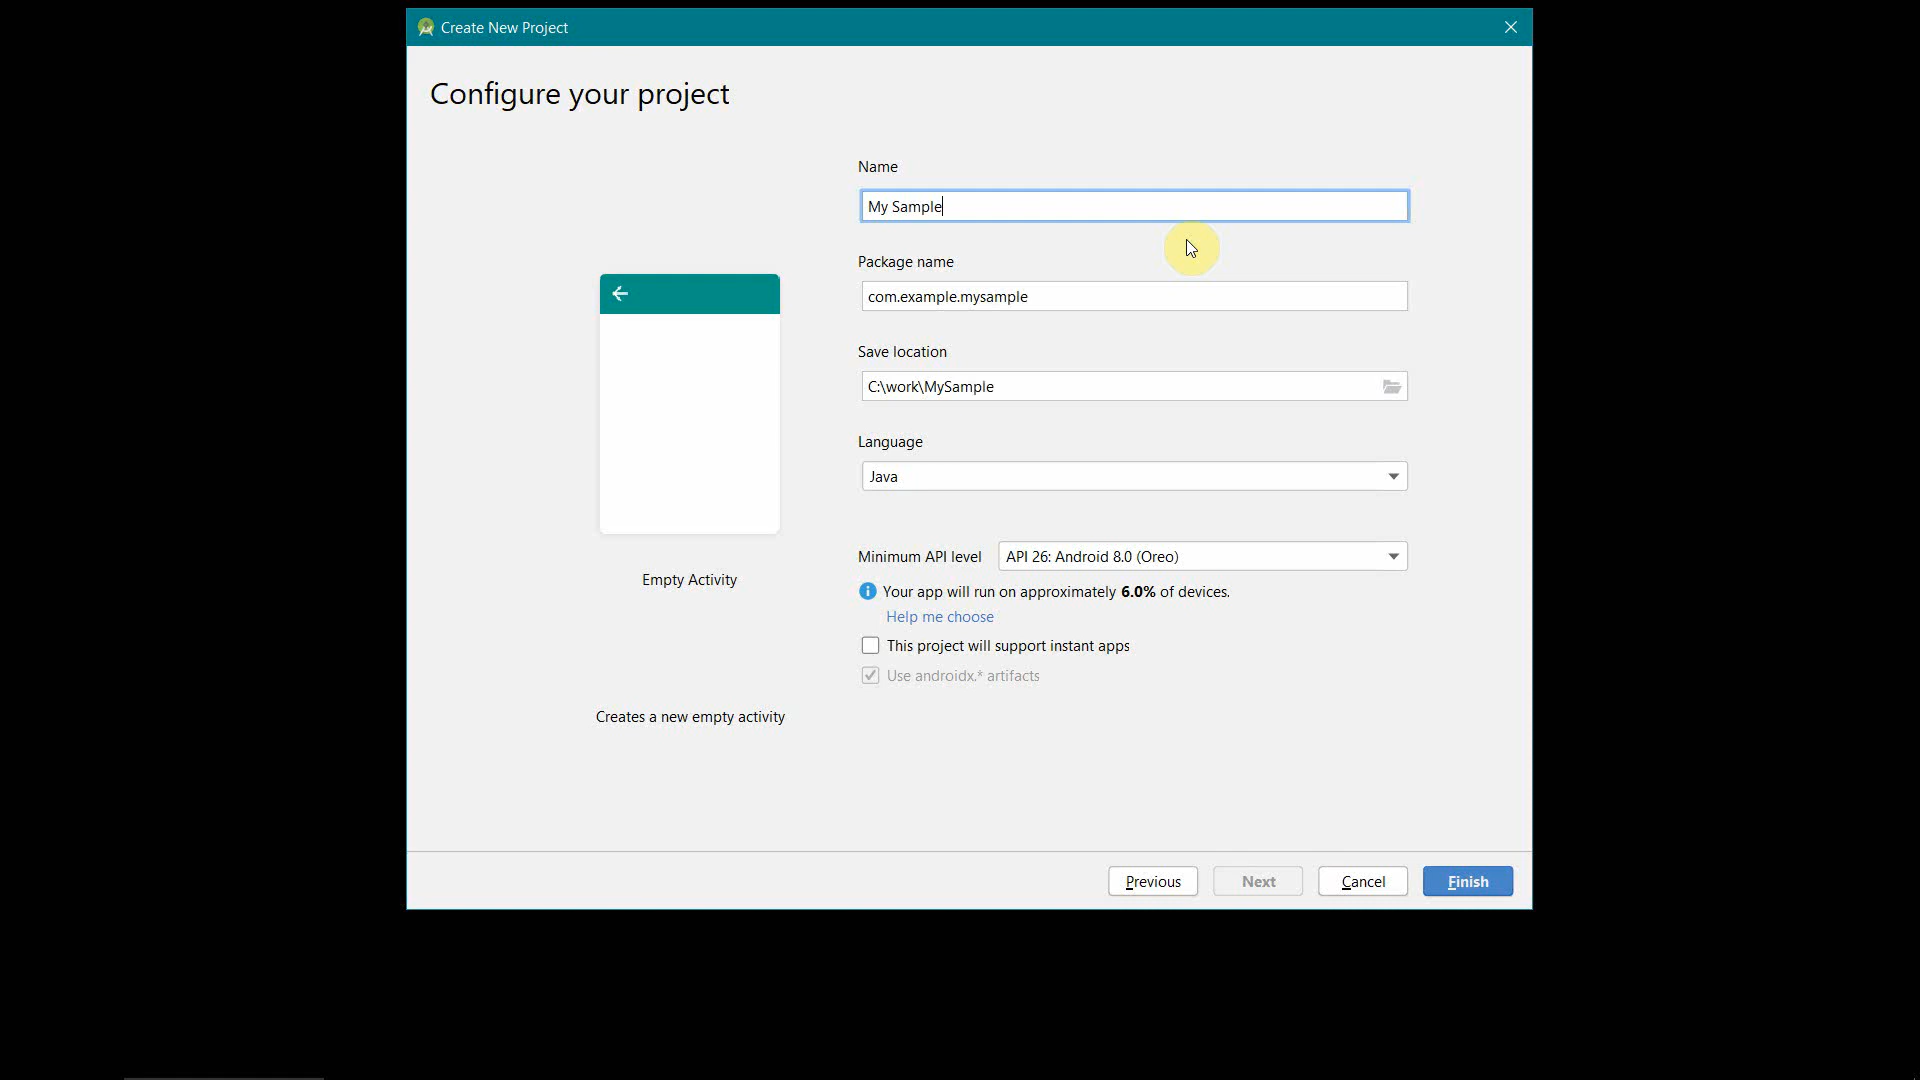 Create New Project
Configure your project
Name
My Sample
Package name
com.example.mysample
Save location
C:\work\MySample
Language
Java
Minimum API level API 26: Android 8.0 (Oreo)
Your app will run on approximately 6.0% of devices.
Help me choose
This project will support instant apps
Use androidx.* artifacts
Empty Activity
Creates a new empty activity
Previous Next Cancel Finish